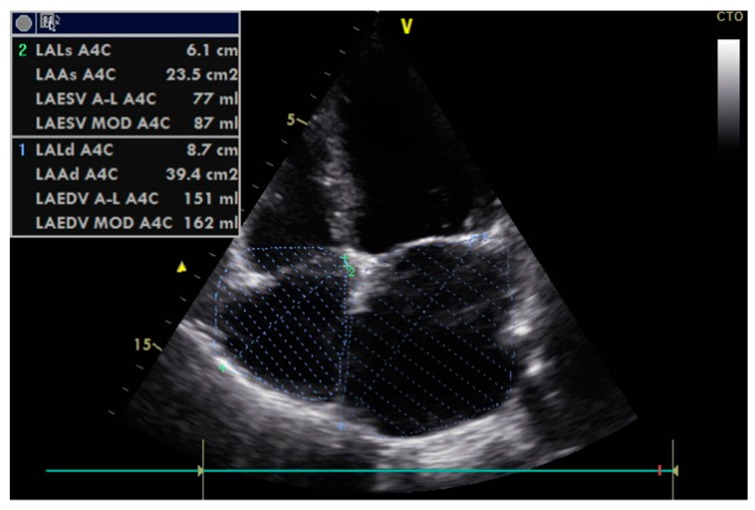 CTO
V
2 LALs A4C 6.1 cm
LAAs A4C 23.5 cm2
LAESV A-L A4C 77 ml
LAESV MOD A4C 87 ml
1 LALd A4C 8.7 cm
LAAd A4C 39.4 cm2
LAEDV A-L A4C 151 ml
LAEDV MOD A4C 162 ml
5
2
15